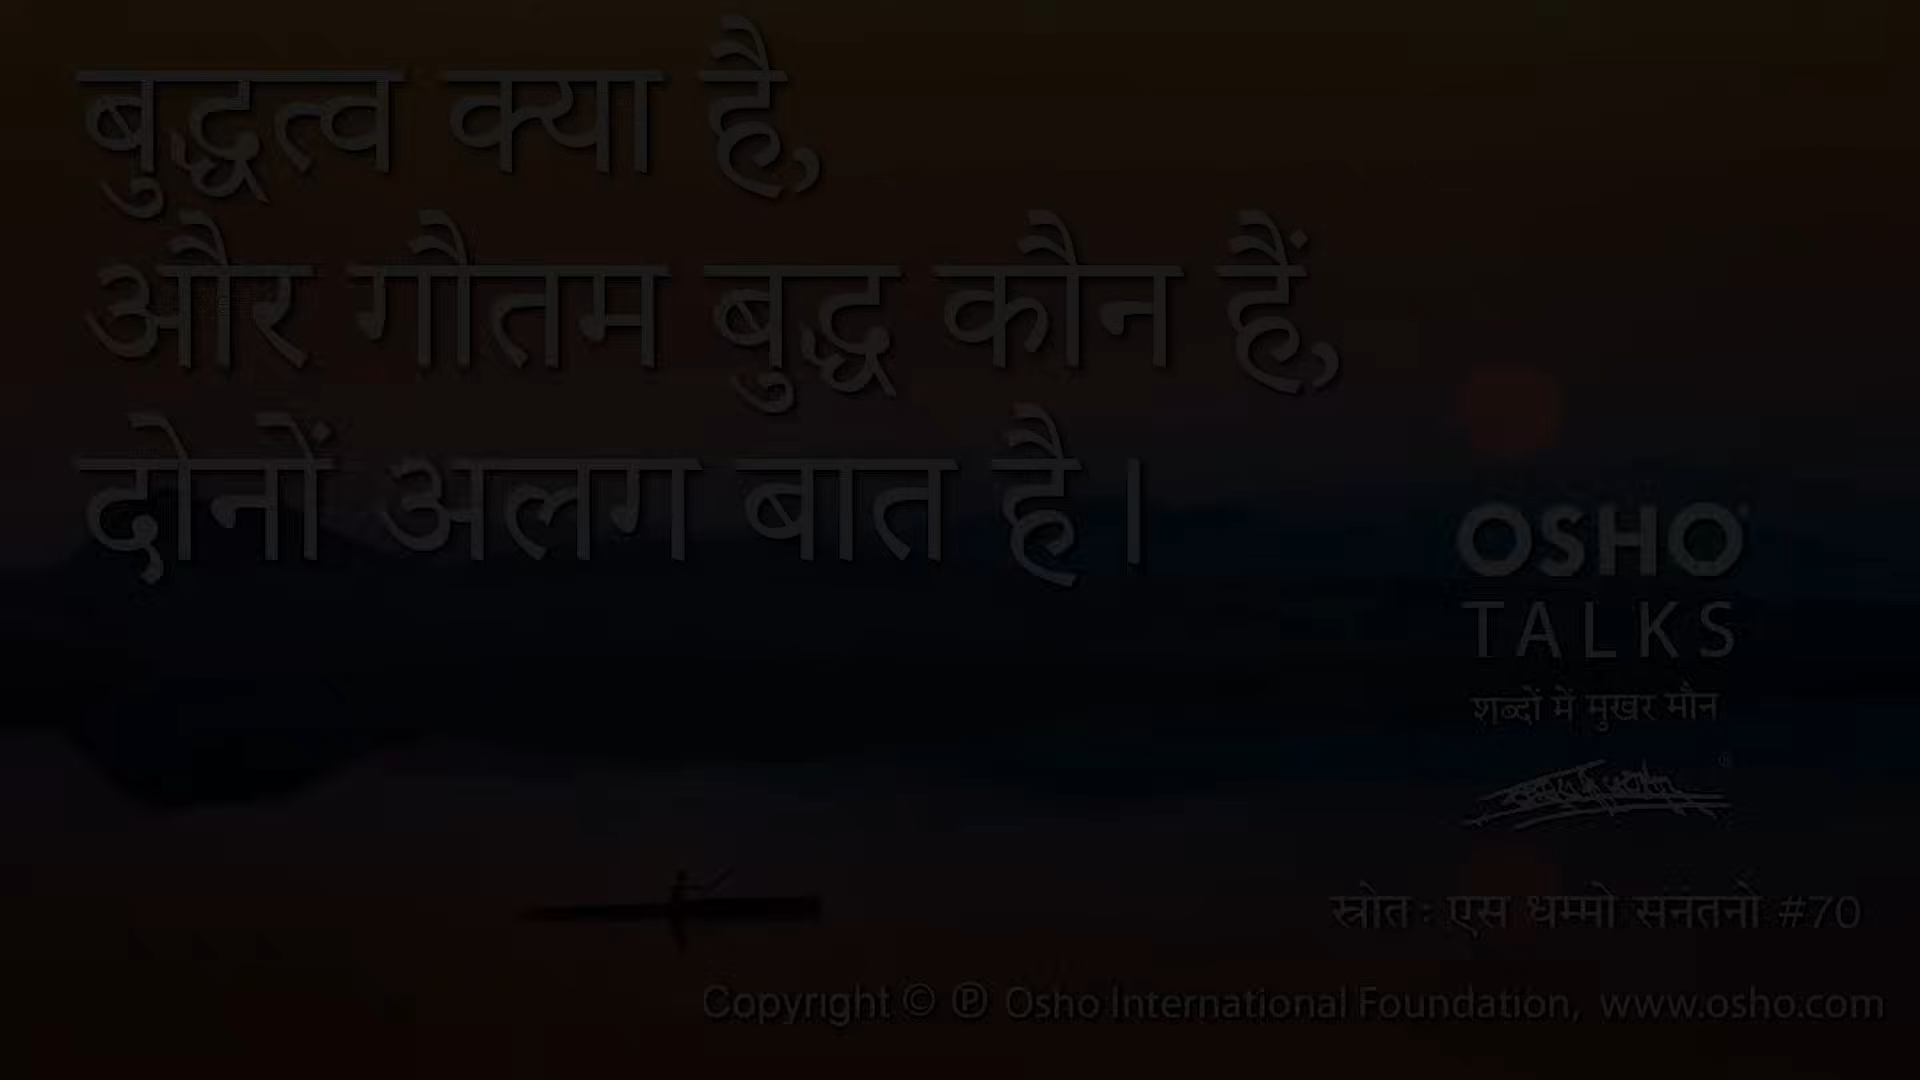 बुद्धत्व क्या है,
और गौतम बुद्ध कौन हैं,
दोनों अलग बात है।
OSHO
TALKS
शब्दों में मुखर मौन
®
स्रोत : एस धम्मो सनंतनो #70
Copyright © ℗ Osho International Foundation, www.osho.com